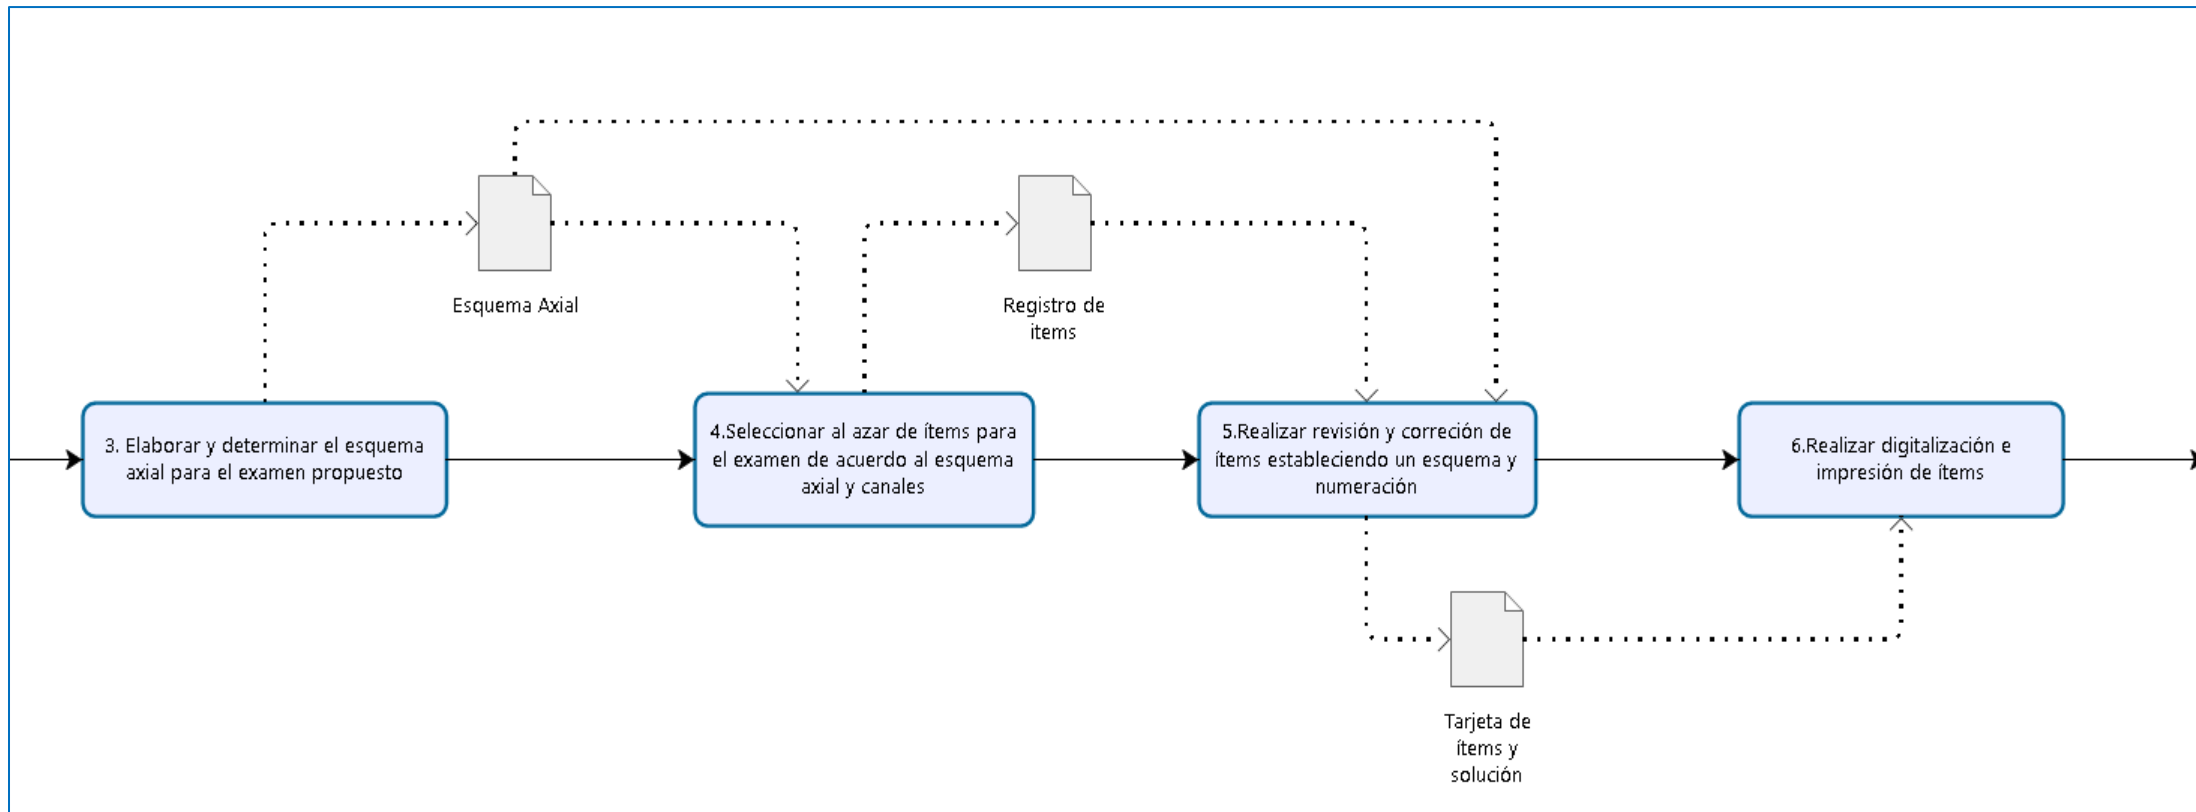 Esquema Axial
Registro de
items
3. Elaborar y determinar el esquema
axial para el examen propuesto
4.Seleccionar al azar de ítems para
el examen de acuerdo al esquema
axial y canales
5.Realizar revisión y correción de
ítems estableciendo un esquema y
numeración
6.Realizar digitalización e
impresión de ítems
Tarjeta de
ítems y
solución